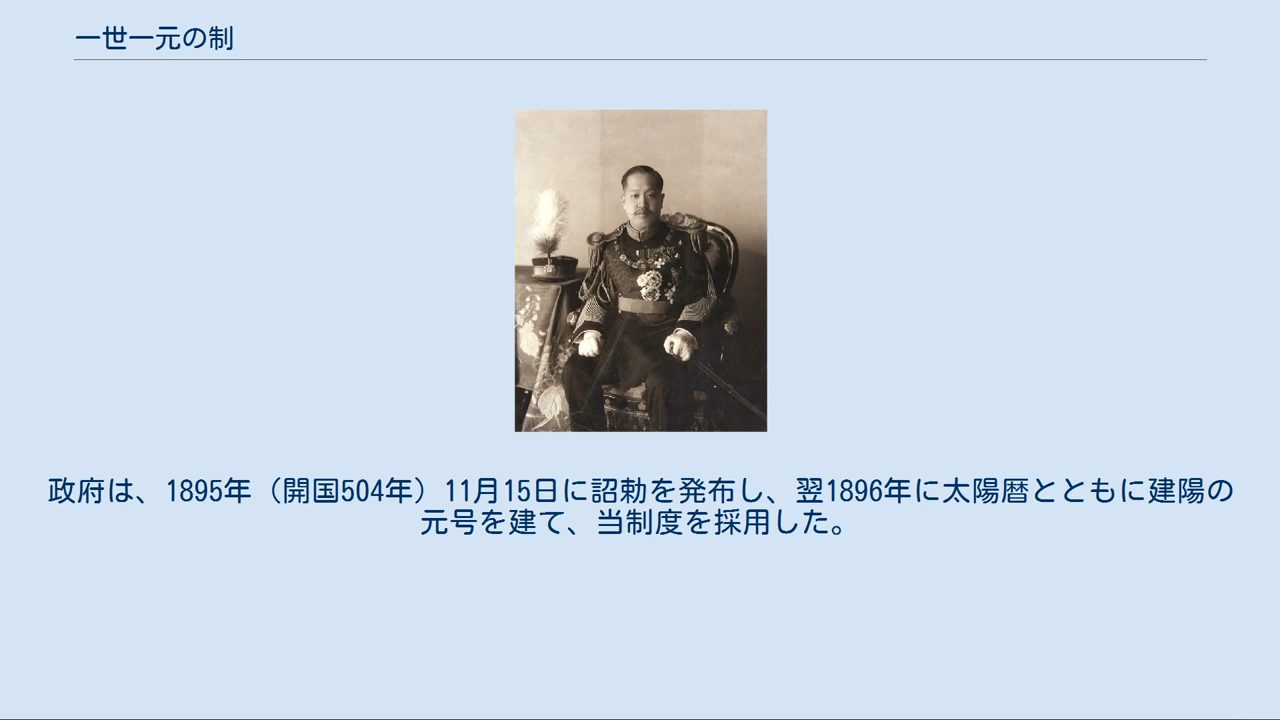 一世一元の制
政府は、1895年（開国504年）11月15日に詔勅を発布し、翌1896年に太陽暦とともに建陽の
元号を建て、当制度を採用した。